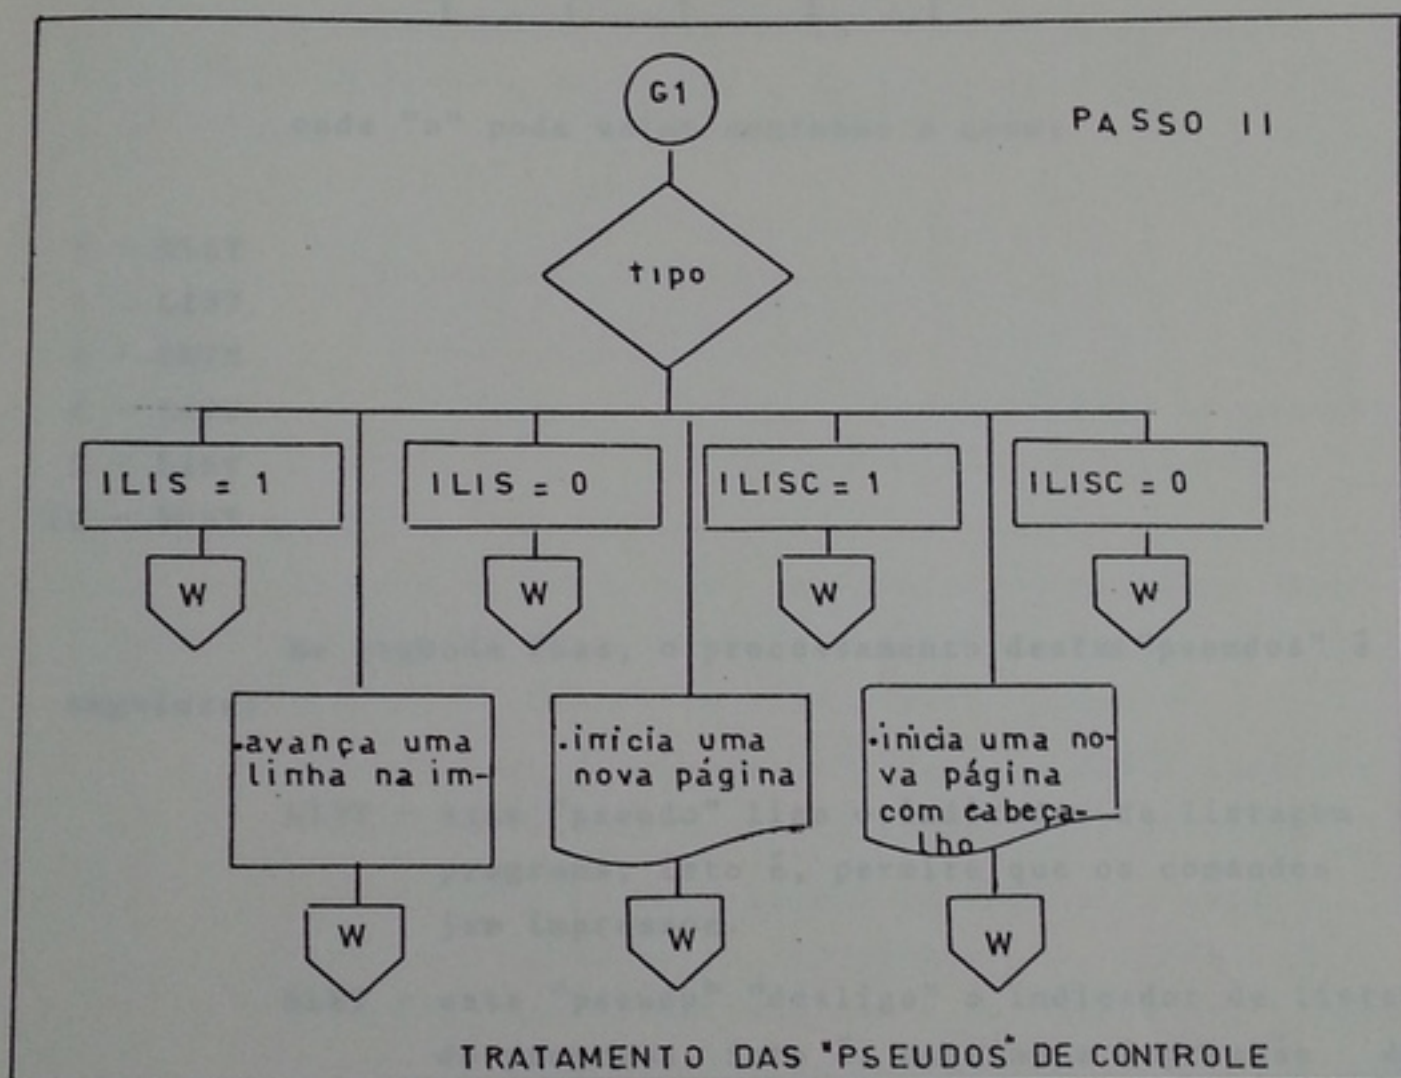 G1
PASSO II
tipo
ILIS = 1
ILIS = 0
ILISC = 1
ILISC = 0
W
W
W
W
.avança uma
linha na im-
.inicia uma
nova página
.inicia uma no-
va página
com cabeça-
lho
W
W
W
TRATAMENTO DAS "PSEUDOS" DE CONTROLE